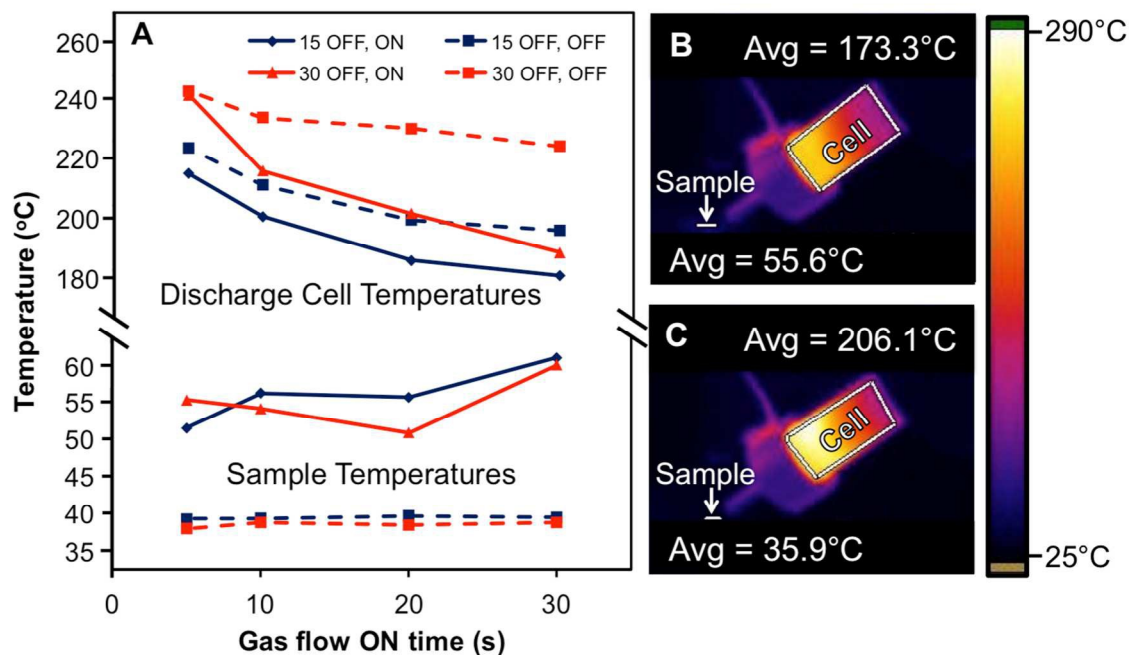 A
15 OFF, ON
15 OFF, OFF
30 OFF, ON
30 OFF, OFF
Temperature (°C)
260
240
220
200
180
Discharge Cell Temperatures
60
55
50
45
40
35
Sample Temperatures
0
10
20
30
Gas flow ON time (s)
B
Avg = 173.3°C
Cell
Sample
Avg = 55.6°C
C
Avg = 206.1°C
Cell
Sample
Avg = 35.9°C
290°C
25°C